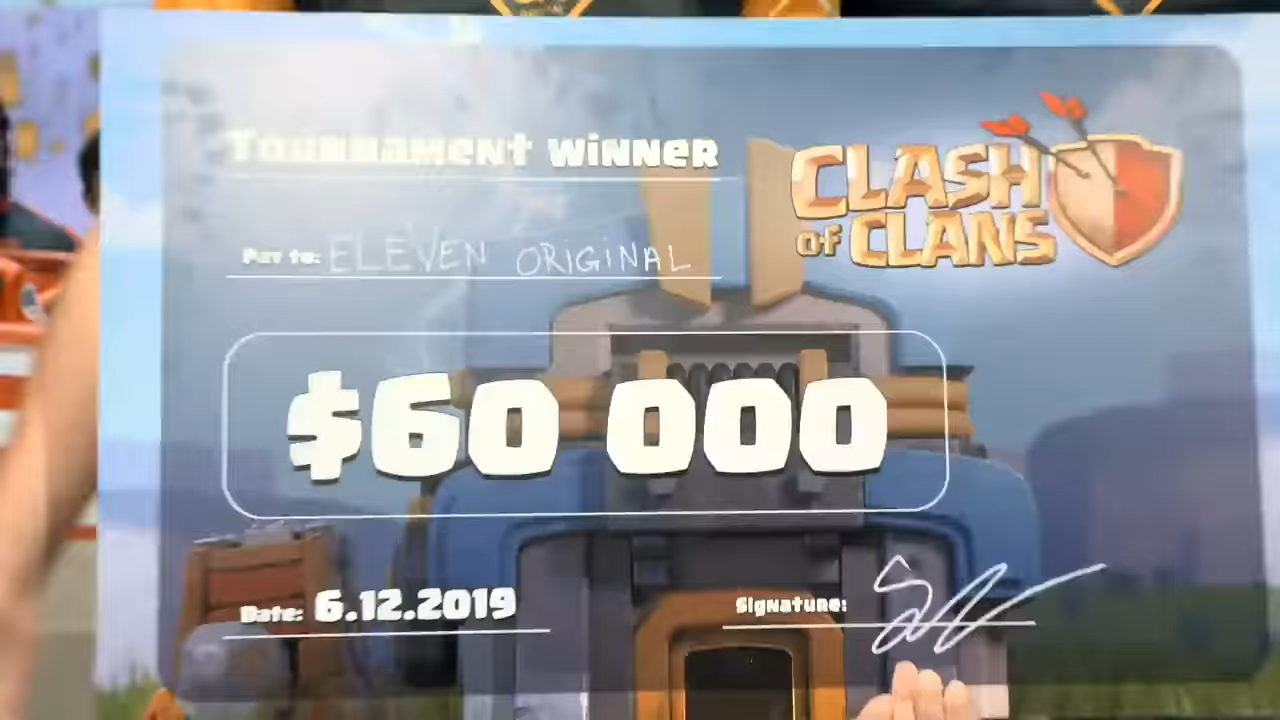 Tournament winner
CLASH
OF CLANS
Pay to: ELEVEN ORIGINAL
$60 000
Date: 6.12.2019
Signature: